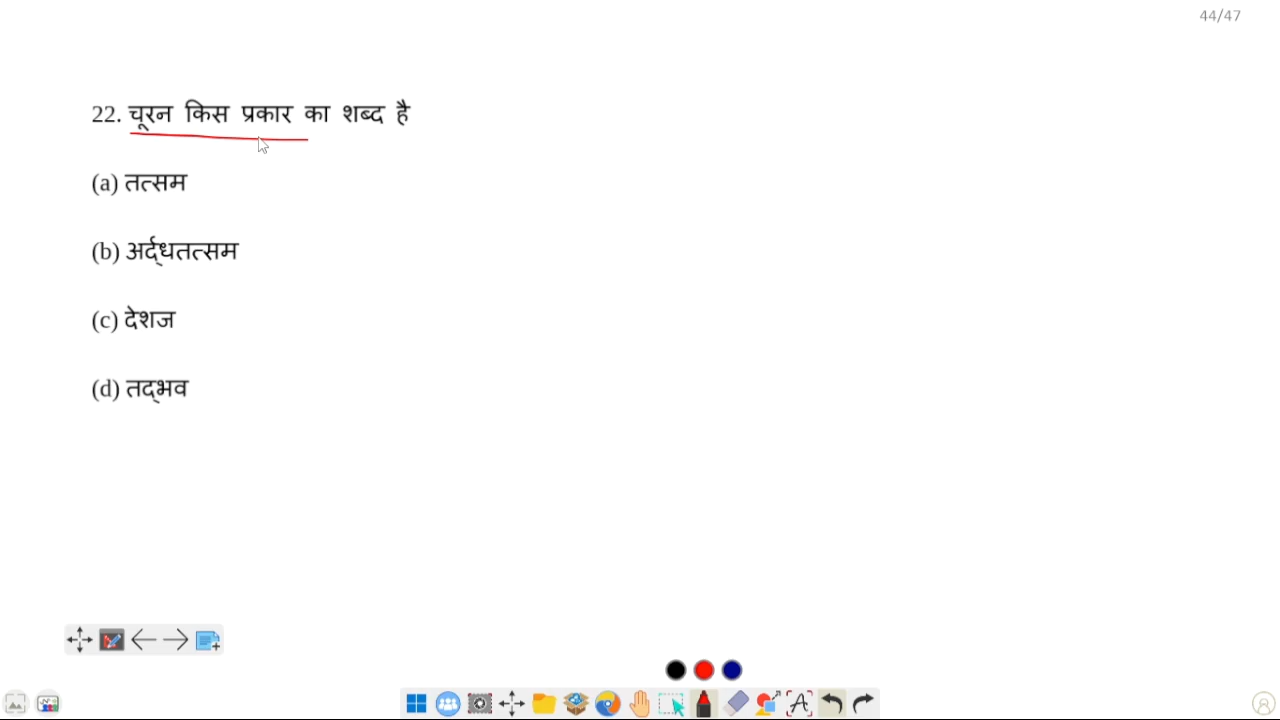 44/47
22. चूरन किस प्रकार का शब्द है
(a) तत्सम
(b) अर्द्धतत्सम
(c) देशज
(d) तद्भव